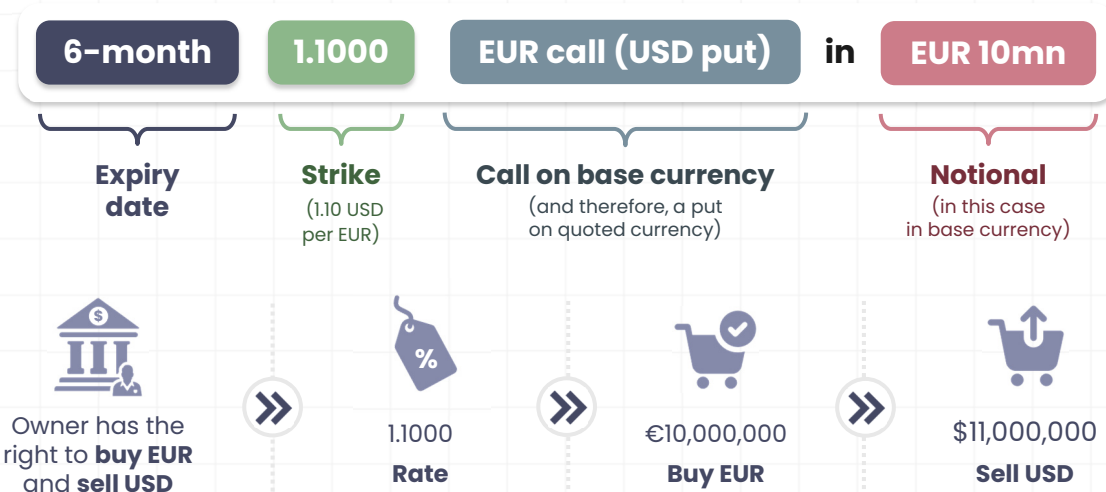 6-month 1.1000 EUR call (USD put) in EUR 10mn
Expiry
date
Strike
(1.10 USD
per EUR)
Call on base currency
(and therefore, a put
on quoted currency)
Notional
(in this case
in base currency)
$
Owner has the
right to buy EUR
and sell USD
%
1.1000
Rate
€10,000,000
Buy EUR
$11,000,000
Sell USD